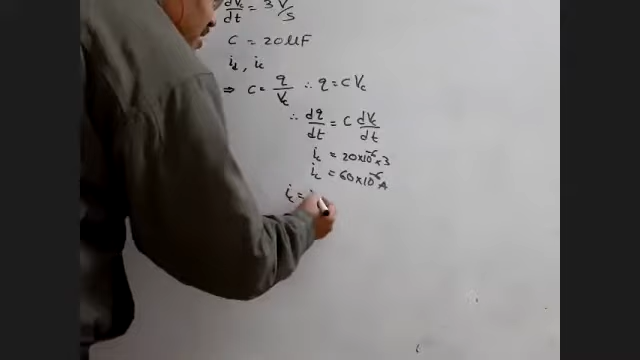 dVc/dt = 3 V/S
C = 20 µF
id, ic
⇒ C = q/Vc ∴ q = C Vc
∴ dq/dt = C dVc/dt
ic = 20×10⁻⁶×3
ic = 60×10⁻⁶ A
ic =